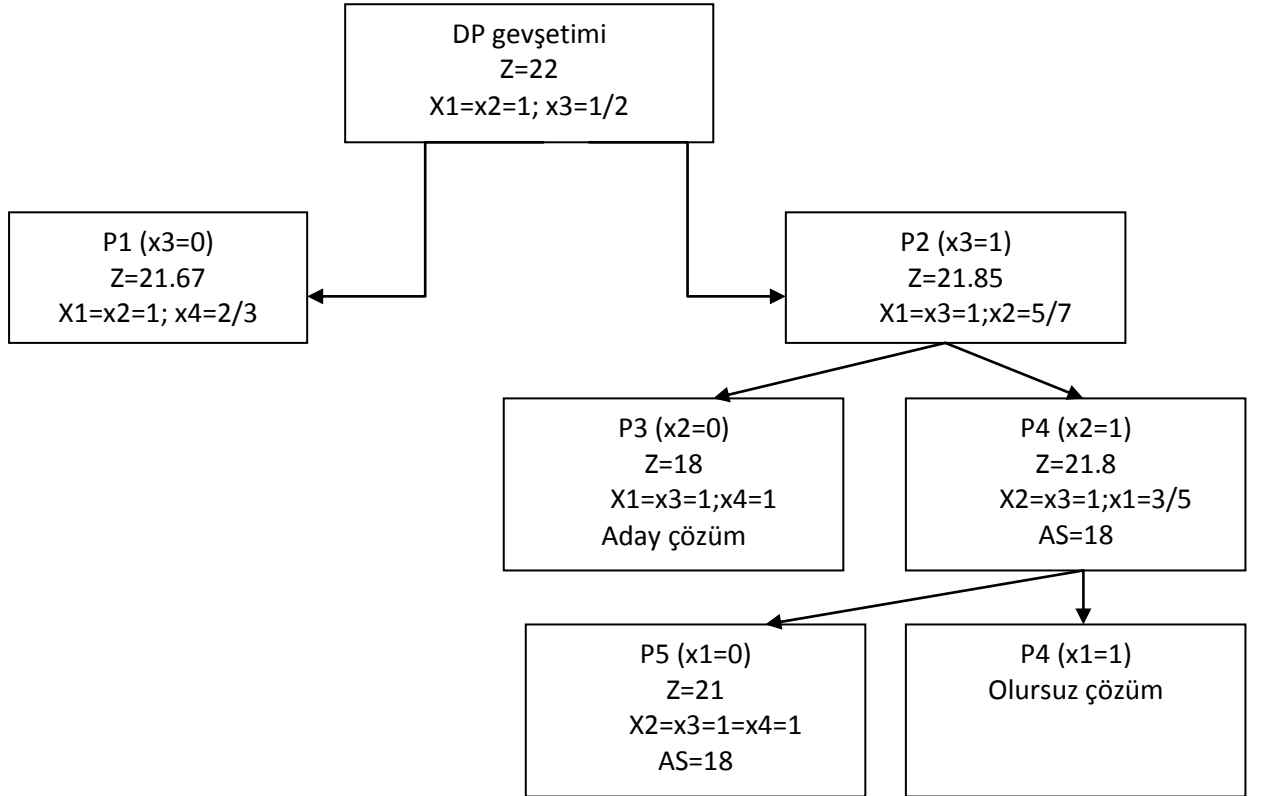 DP gevşetimi
Z=22
X1=x2=1; x3=1/2
P1 (x3=0)
Z=21.67
X1=x2=1; x4=2/3
P2 (x3=1)
Z=21.85
X1=x3=1;x2=5/7
P3 (x2=0)
Z=18
X1=x3=1;x4=1
Aday çözüm
P4 (x2=1)
Z=21.8
X2=x3=1;x1=3/5
AS=18
P5 (x1=0)
Z=21
X2=x3=1=x4=1
AS=18
P4 (x1=1)
Olursuz çözüm